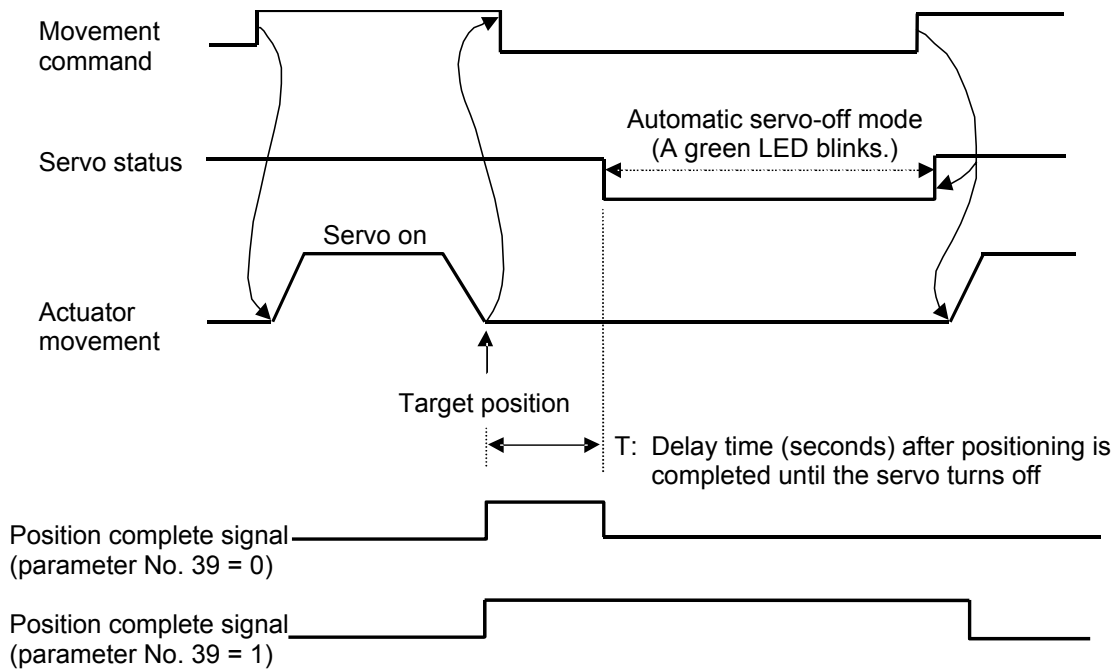 Movement
command
Automatic servo-off mode
(A green LED blinks.)
Servo status
Servo on
Actuator
movement
Target position
T: Delay time (seconds) after positioning is
completed until the servo turns off
Position complete signal
(parameter No. 39 = 0)
Position complete signal
(parameter No. 39 = 1)